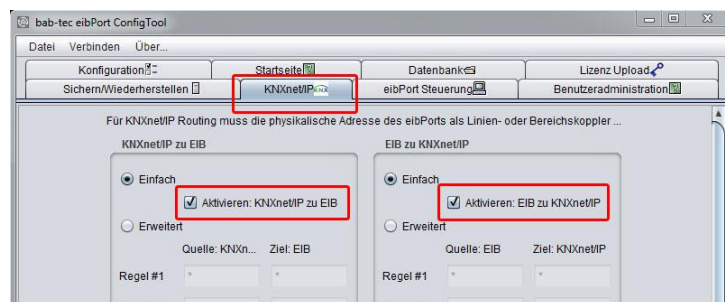 bab-tec eibPort ConfigTool
Datei Verbinden Über...
Konfiguration Startseite Datenbank Lizenz Upload
Sichern/Wiederherstellen KNXnet/IP KNX eibPort Steuerung Benutzeradministration
Für KNXnet/IP Routing muss die physikalische Adresse des eibPorts als Linien- oder Bereichskoppler ...
KNXnet/IP zu EIB EIB zu KNXnet/IP
Einfach Einfach
Aktivieren: KNXnet/IP zu EIB Aktivieren: EIB zu KNXnet/IP
Erweitert Erweitert
Quelle: KNXn... Ziel: EIB Quelle: EIB Ziel: KNXnet/IP
Regel #1 * * Regel #1 * *